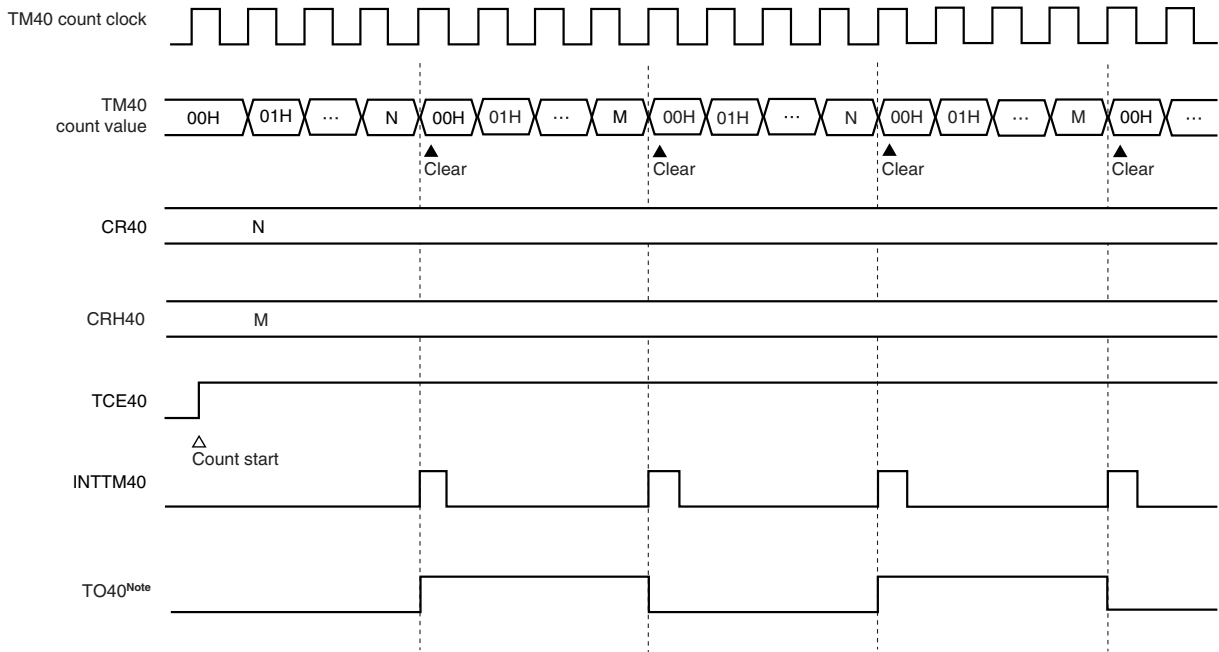 TM40 count clock
TM40
count value
00H 01H ... N 00H 01H ... M 00H 01H ... N 00H 01H ... M 00H ...
Clear Clear Clear Clear
CR40 N
CRH40 M
TCE40
Count start
INTTM40
TO40Note